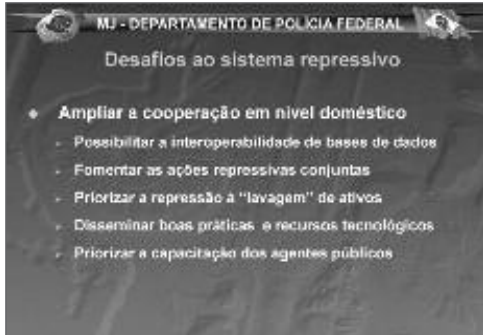 MJ - DEPARTAMENTO DE POLÍCIA FEDERAL
Desafios ao sistema repressivo
Ampliar a cooperação em nível doméstico
Possibilitar a interoperabilidade de bases de dados
Fomentar as ações repressivas conjuntas
Priorizar a repressão à "lavagem" de ativos
Disseminar boas práticas e recursos tecnológicos
Priorizar a capacitação dos agentes públicos